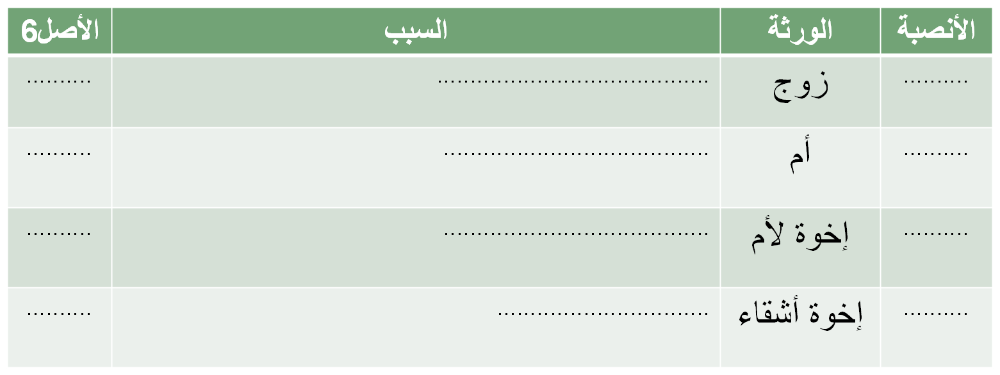 الأنصبة الورثة السبب الأصل6
.......... زوج .......................................... ..........
.......... أم ......................................... ..........
.......... إخوة لأم ......................................... ..........
.......... إخوة أشقاء ................................. ..........